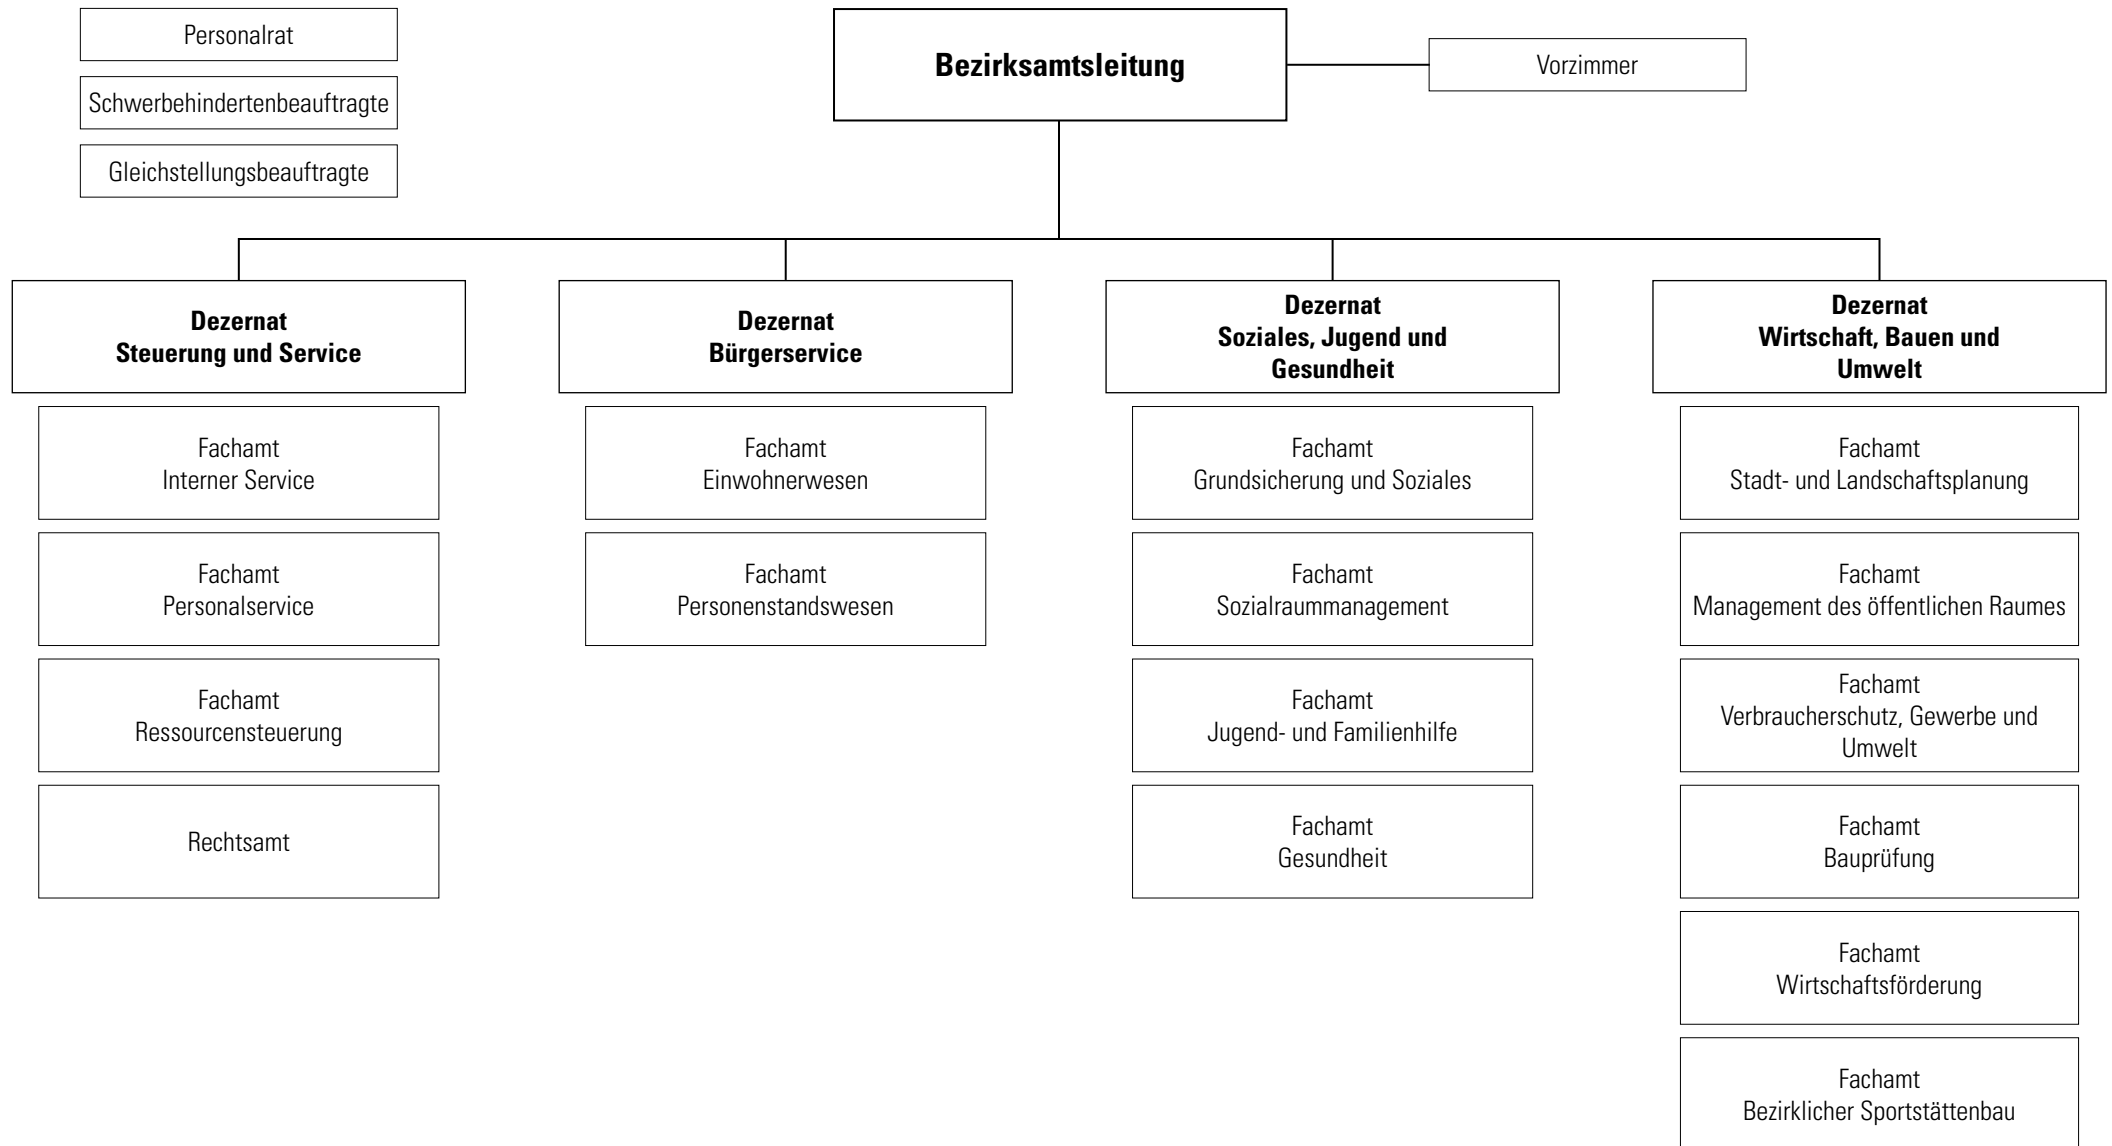 Personalrat
Schwerbehindertenbeauftragte
Gleichstellungsbeauftragte
Bezirksamtsleitung
Vorzimmer
Dezernat
Steuerung und Service
Fachamt
Interner Service
Fachamt
Personalservice
Fachamt
Ressourcensteuerung
Rechtsamt
Dezernat
Bürgerservice
Fachamt
Einwohnerwesen
Fachamt
Personenstandswesen
Dezernat
Soziales, Jugend und
Gesundheit
Fachamt
Grundsicherung und Soziales
Fachamt
Sozialraummanagement
Fachamt
Jugend- und Familienhilfe
Fachamt
Gesundheit
Dezernat
Wirtschaft, Bauen und
Umwelt
Fachamt
Stadt- und Landschaftsplanung
Fachamt
Management des öffentlichen Raumes
Fachamt
Verbraucherschutz, Gewerbe und
Umwelt
Fachamt
Bauprüfung
Fachamt
Wirtschaftsförderung
Fachamt
Bezirklicher Sportstättenbau